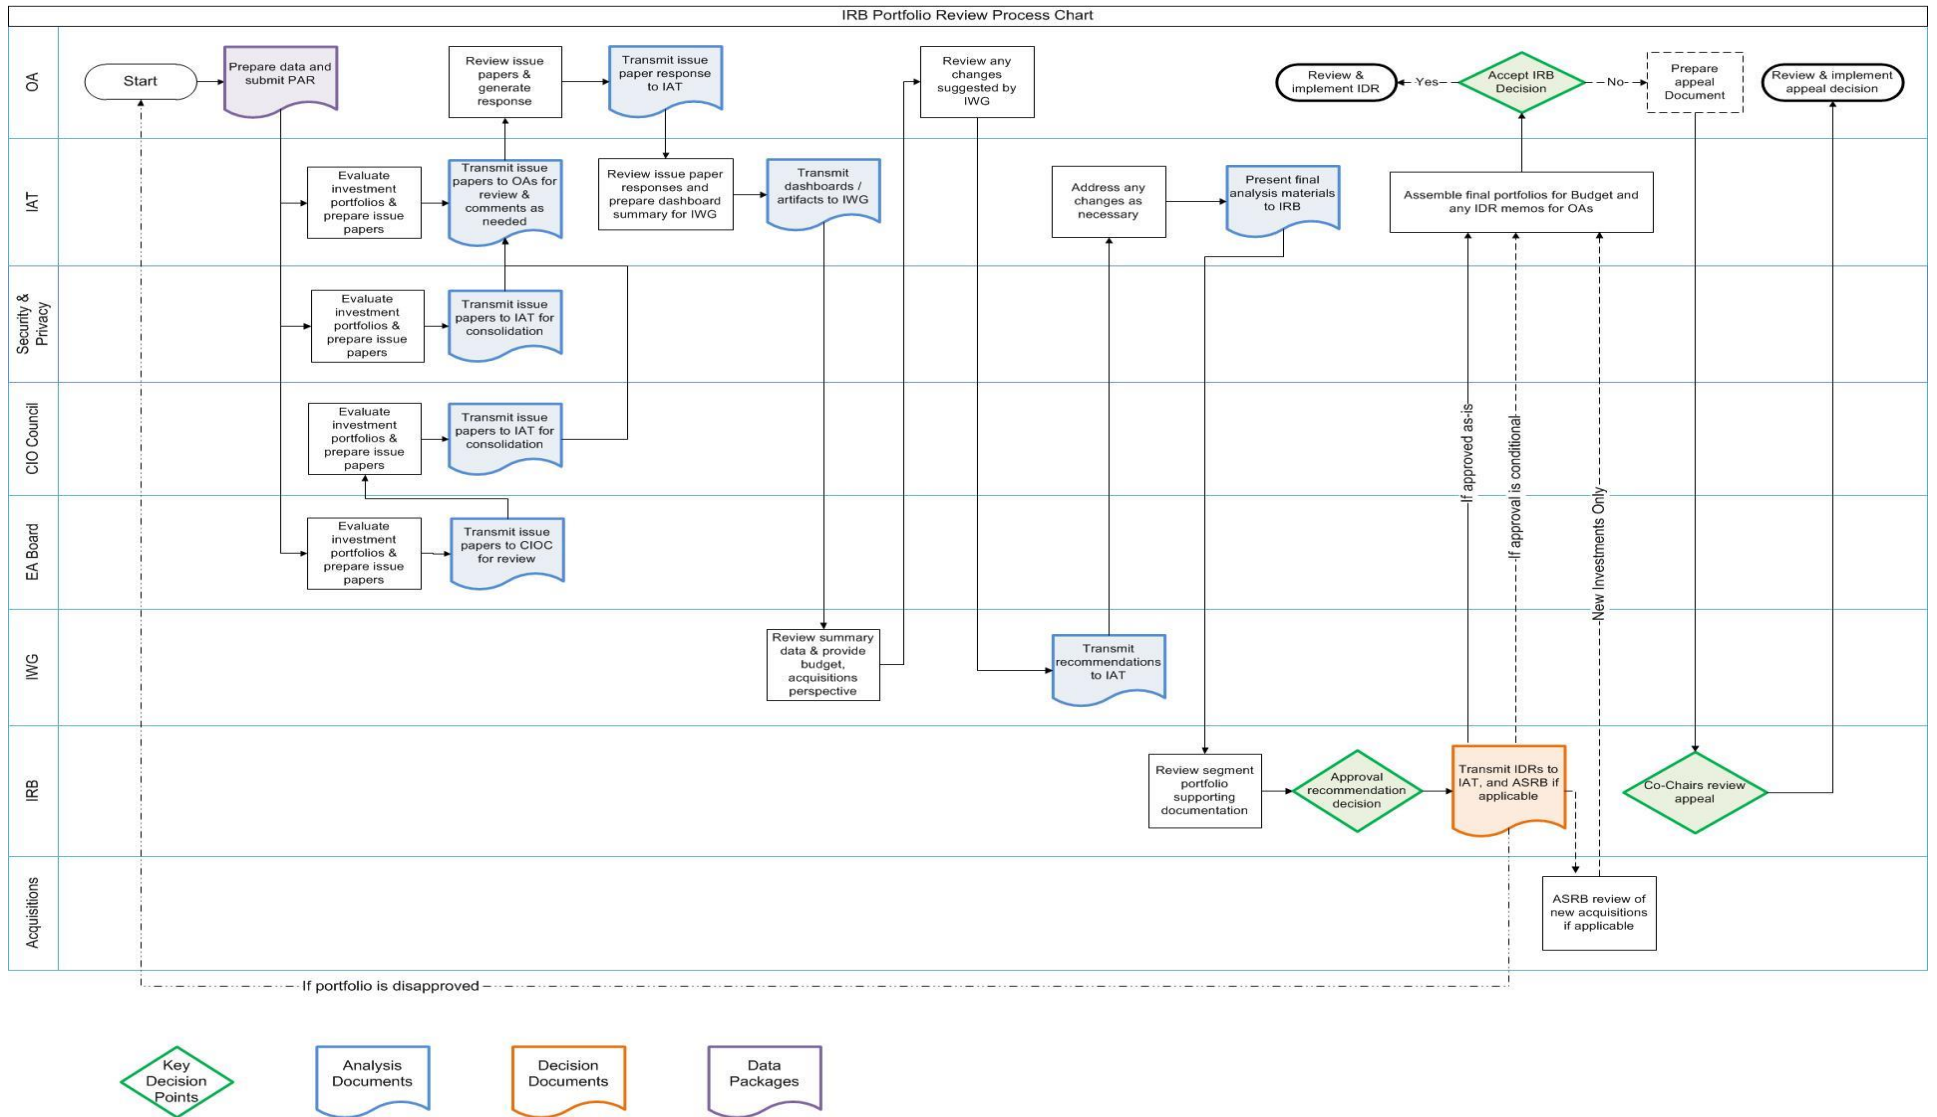 IRB Portfolio Review Process Chart
OA
Start
Prepare data and
submit PAR
Review issue
papers &
generate
response
Transmit issue
paper response
to IAT
Review any
changes
suggested by
IWG
Review &
implement IDR
Yes
Accept IRB
Decision
No
Prepare
appeal
Document
Review & implement
appeal decision
IAT
Evaluate
investment
portfolios &
prepare issue
papers
Transmit issue
papers to OAs for
review &
comments as
needed
Review issue paper
responses and
prepare dashboard
summary for IWG
Transmit
dashboards /
artifacts to IWG
Address any
changes as
necessary
Present final
analysis materials
to IRB
Assemble final portfolios for Budget and
any IDR memos for OAs
Security &
Privacy
Evaluate
investment
portfolios &
prepare issue
papers
Transmit issue
papers to IAT for
consolidation
CIO Council
Evaluate
investment
portfolios &
prepare issue
papers
Transmit issue
papers to IAT for
consolidation
If approved as-is
If approval is conditional
New Investments Only
EA Board
Evaluate
investment
portfolios &
prepare issue
papers
Transmit issue
papers to CIOC
for review
IWG
Review summary
data & provide
budget,
acquisitions
perspective
Transmit
recommendations
to IAT
IRB
Review segment
portfolio
supporting
documentation
Approval
recommendation
decision
Transmit IDRs to
IAT, and ASRB if
applicable
Co-Chairs review
appeal
Acquisitions
ASRB review of
new acquisitions
if applicable
If portfolio is disapproved
Key
Decision
Points
Analysis
Documents
Decision
Documents
Data
Packages